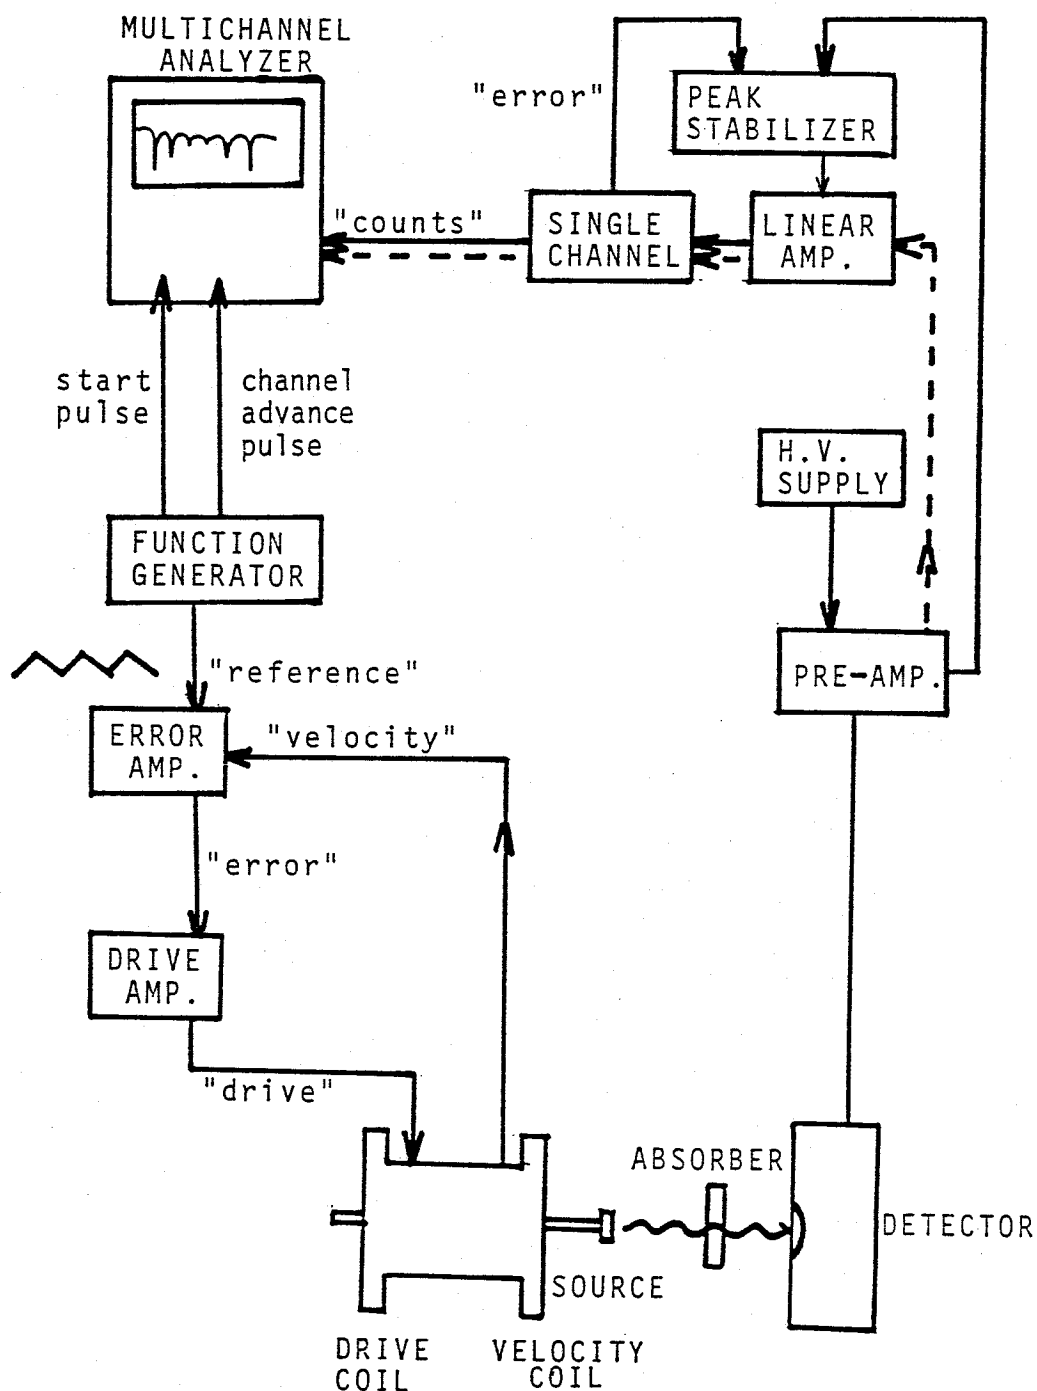 MULTICHANNEL
ANALYZER
"error"
PEAK
STABILIZER
"counts"
SINGLE
CHANNEL
LINEAR
AMP.
start
pulse
channel
advance
pulse
H.V.
SUPPLY
FUNCTION
GENERATOR
"reference"
PRE-AMP.
ERROR
AMP.
"velocity"
"error"
DRIVE
AMP.
"drive"
ABSORBER
DETECTOR
SOURCE
DRIVE
COIL
VELOCITY
COIL